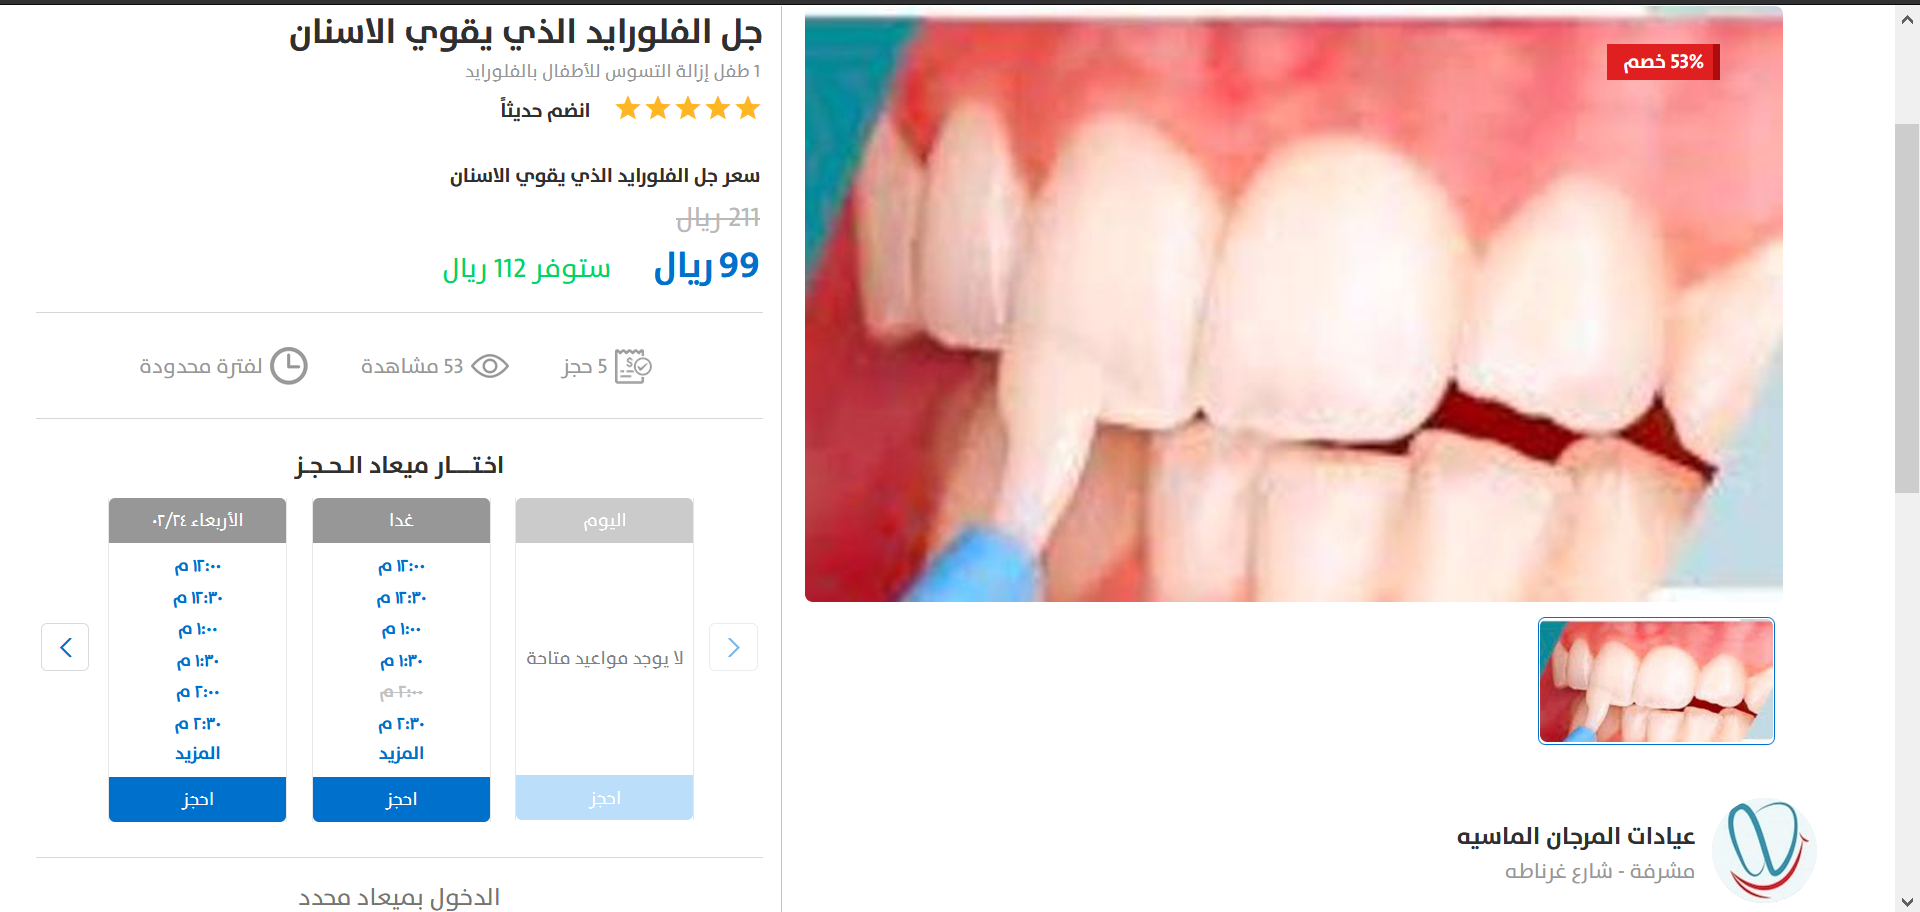 53% خصم
جل الفلورايد الذي يقوي الاسنان
1 طفل إزالة التسوس للأطفال بالفلورايد
انضم حديثاً
سعر جل الفلورايد الذي يقوي الاسنان
211 ريال
99 ريال ستوفر 112 ريال
5 حجز 53 مشاهدة لفترة محدودة
اختـــار ميعاد الـحـجـز
اليوم
لا يوجد مواعيد متاحة
احجز
غدا
١٢:٠٠ م
١٢:٣٠ م
١:٠٠ م
١:٣٠ م
٢:٠٠ م
٢:٣٠ م
المزيد
احجز
الأربعاء ٠٢/٢٤
١٢:٠٠ م
١٢:٣٠ م
١:٠٠ م
١:٣٠ م
٢:٠٠ م
٢:٣٠ م
المزيد
احجز
الدخول بميعاد محدد
عيادات المرجان الماسيه
مشرفة - شارع غرناطه